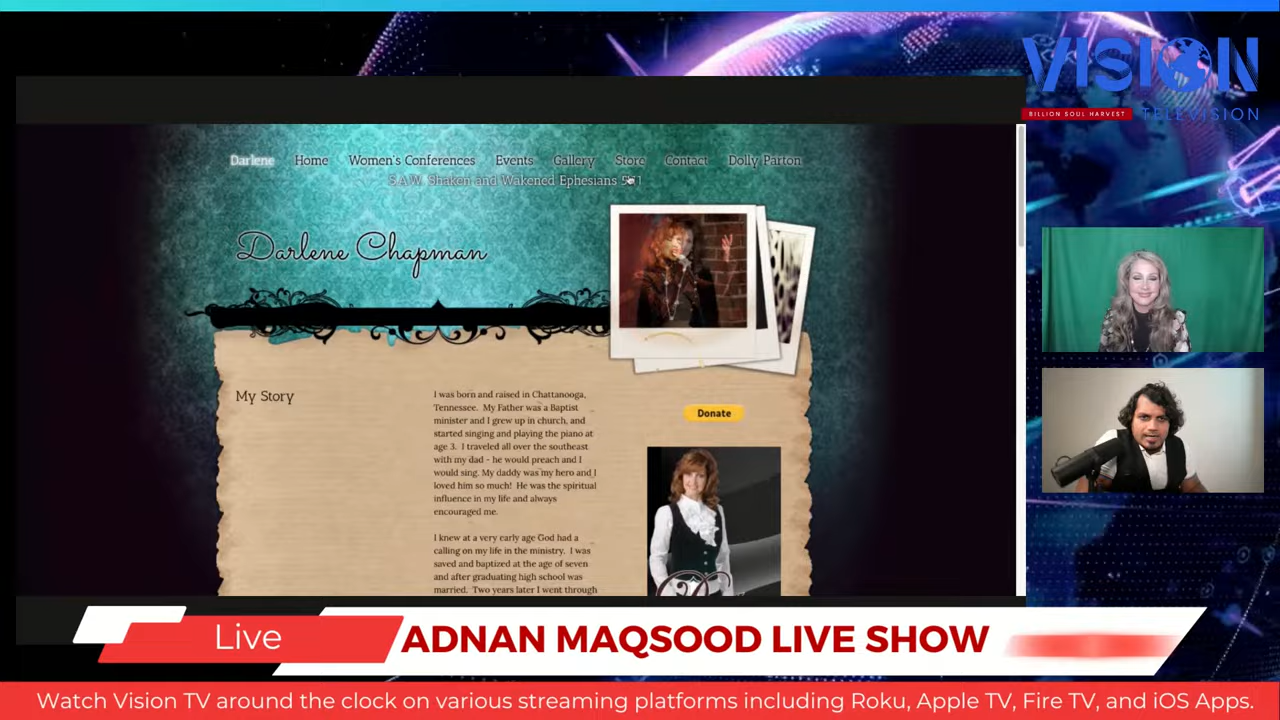 VISION
BILLION SOUL HARVEST TELEVISION
Darlene Home Women's Conferences Events Gallery Store Contact Dolly Parton
S.A.W. Shaken and Wakened Ephesians
Darlene Chapman
My Story
I was born and raised in Chattanooga,
Tennessee. My Father was a Baptist
minister and I grew up in church, and
started singing and playing the piano at
age 3. I traveled all over the southeast
with my dad - he would preach and I
would sing. My daddy was my hero and I
loved him so much! He was the spiritual
influence in my life and always
encouraged me.
I knew at a very early age God had a
calling on my life in the ministry. I was
saved and baptized at the age of seven
and after graduating high school was
married. Two years later I went through
Donate
Live
ADNAN MAQSOOD LIVE SHOW
Watch Vision TV around the clock on various streaming platforms including Roku, Apple TV, Fire TV, and iOS Apps.